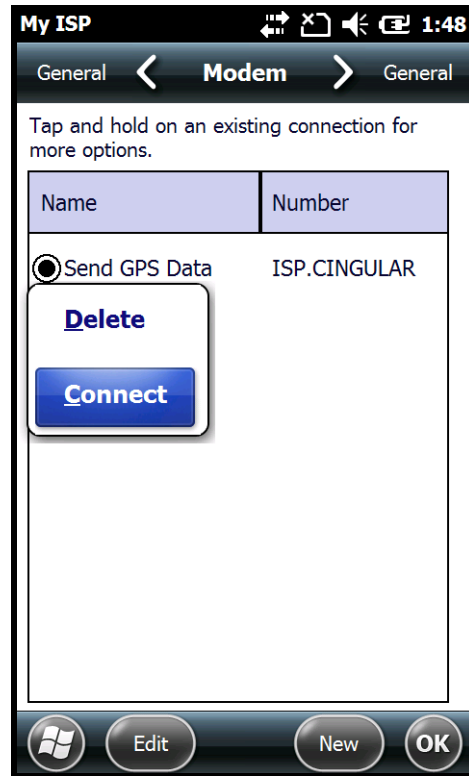 My ISP 1:48
General Modem General
Tap and hold on an existing connection for
more options.
Name Number
Send GPS Data ISP.CINGULAR
Delete
Connect
Edit New OK